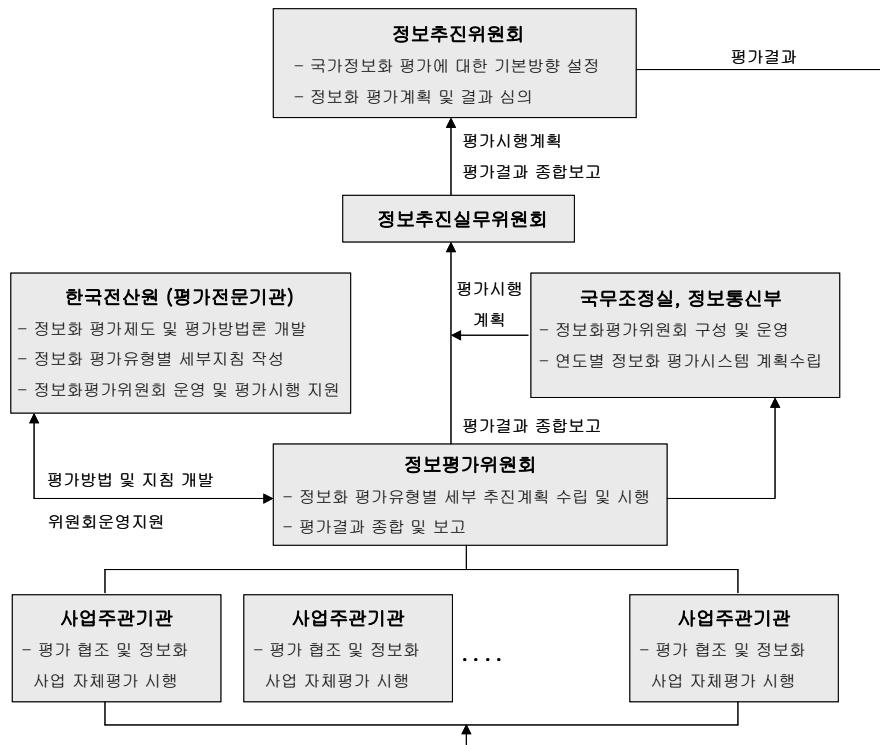 정보추진위원회
- 국가정보화 평가에 대한 기본방향 설정
- 정보화 평가계획 및 결과 심의
평가결과
평가시행계획
평가결과 종합보고
정보추진실무위원회
한국전산원 (평가전문기관)
- 정보화 평가제도 및 평가방법론 개발
- 정보화 평가유형별 세부지침 작성
- 정보화평가위원회 운영 및 평가시행 지원
평가시행
계획
국무조정실, 정보통신부
- 정보화평가위원회 구성 및 운영
- 연도별 정보화 평가시스템 계획수립
평가결과 종합보고
정보평가위원회
- 정보화 평가유형별 세부 추진계획 수립 및 시행
- 평가결과 종합 및 보고
평가방법 및 지침 개발
위원회운영지원
사업주관기관
- 평가 협조 및 정보화
사업 자체평가 시행
사업주관기관
- 평가 협조 및 정보화
사업 자체평가 시행
....
사업주관기관
- 평가 협조 및 정보화
사업 자체평가 시행